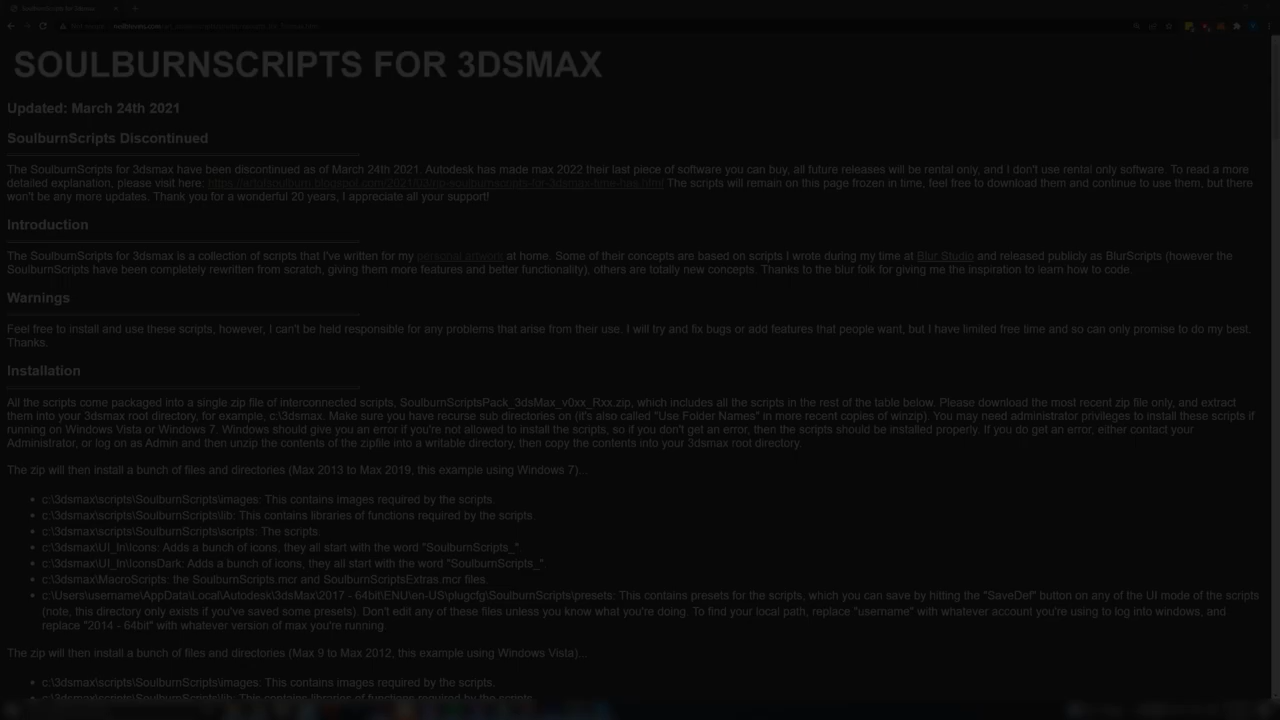 SOULBURNSCRIPTS FOR 3DSMAX
Updated: March 24th 2021
SoulburnScripts Discontinued
The SoulburnScripts for 3dsmax have been discontinued as of March 24th 2021. Autodesk has made max 2022 their last piece of software you can buy, all future releases will be rental only, and I don't use rental only software. To read a more
detailed explanation, please visit here: The scripts will remain on this page frozen in time, feel free to download them and continue to use them, but there
won't be any more updates. Thank you for a wonderful 20 years, I appreciate all your support!
Introduction
The SoulburnScripts for 3dsmax is a collection of scripts that I've written for my personal artwork at home. Some of their concepts are based on scripts I wrote during my time at Blur Studio and released publicly as BlurScripts (however the
SoulburnScripts have been completely rewritten from scratch, giving them more features and better functionality), others are totally new concepts. Thanks to the blur folk for giving me the inspiration to learn how to code.
Warnings
Feel free to install and use these scripts, however, I can't be held responsible for any problems that arise from their use. I will try and fix bugs or add features that people want, but I have limited free time and so can only promise to do my best.
Thanks.
Installation
All the scripts come packaged into a single zip file of interconnected scripts, SoulburnScriptsPack_3dsMax_v0xx_Rxx.zip, which includes all the scripts in the rest of the table below. Please download the most recent zip file only, and extract
them into your 3dsmax root directory, for example, c:\3dsmax. Make sure you have recurse sub directories on (it's also called "Use Folder Names" in more recent copies of winzip). You may need administrator privileges to install these scripts if
running on Windows Vista or Windows 7. Windows should give you an error if you're not allowed to install the scripts, so if you don't get an error, then the scripts should be installed properly. If you do get an error, either contact your
Administrator, or log on as Admin and then unzip the contents of the zipfile into a writable directory, then copy the contents into your 3dsmax root directory.
The zip will then install a bunch of files and directories (Max 2013 to Max 2019, this example using Windows 7)...
• c:\3dsmax\scripts\SoulburnScripts\images: This contains images required by the scripts.
• c:\3dsmax\scripts\SoulburnScripts\lib: This contains libraries of functions required by the scripts.
• c:\3dsmax\scripts\SoulburnScripts\scripts: The scripts.
• c:\3dsmax\UI_ln\Icons: Adds a bunch of icons, they all start with the word "SoulburnScripts_".
• c:\3dsmax\UI_ln\IconsDark: Adds a bunch of icons, they all start with the word "SoulburnScripts_"
• c:\3dsmax\MacroScripts: the SoulburnScripts.mcr and SoulburnScriptsExtras mcr files.
• c:\Users\username\AppData\Local\Autodesk\3dsMax\2017 - 64bit\ENU\en-US\plugcfg\SoulburnScripts\presets: This contains presets for the scripts, which you can save by hitting the "SaveDef" button on any of the UI mode of the scripts
(note, this directory only exists if you've saved some presets). Don't edit any of these files unless you know what you're doing. To find your local path, replace "username" with whatever account you're using to log into windows, and
replace "2014 - 64bit" with whatever version of max you're running.
The zip will then install a bunch of files and directories (Max 9 to Max 2012, this example using Windows Vista)...
• c:\3dsmax\scripts\SoulburnScripts\images: This contains images required by the scripts.
• c:\3dsmax\scripts\SoulburnScripts\lib: This contains libraries of functions required by the scripts.